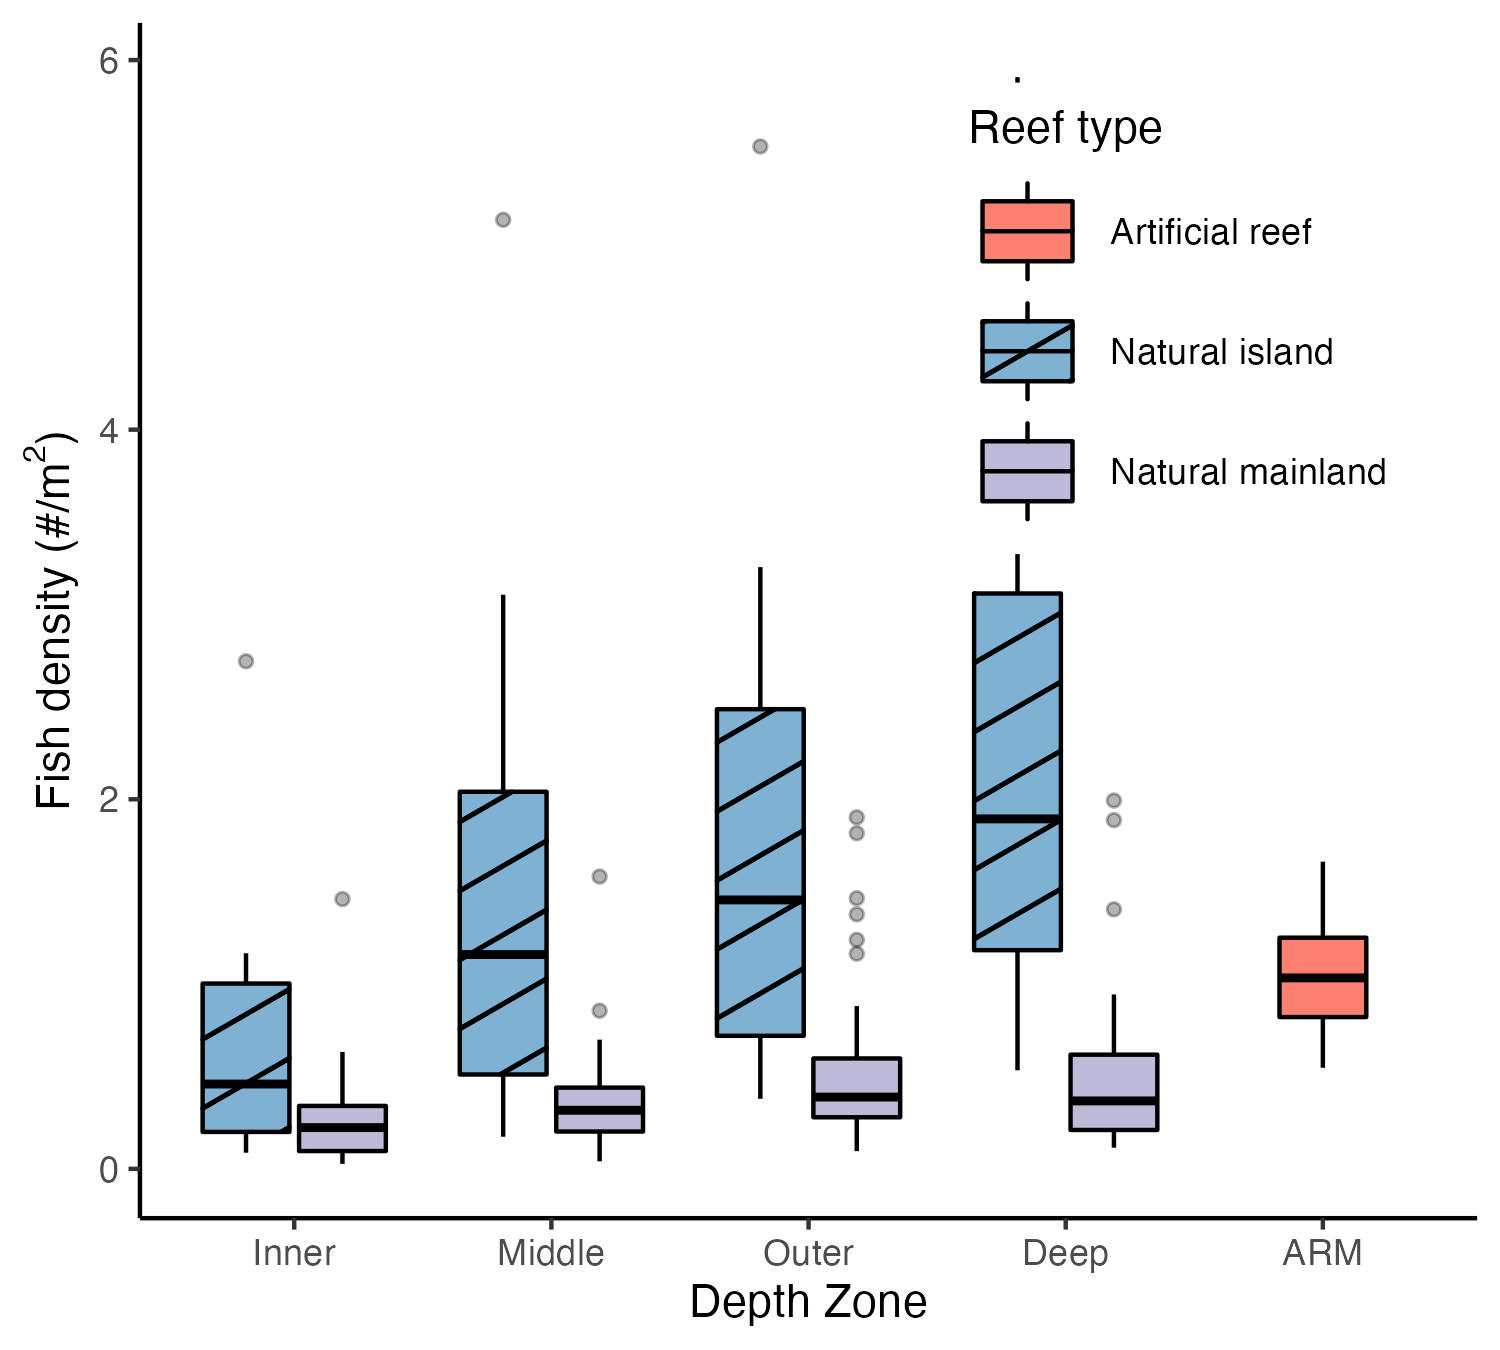 6
4
2
0
Fish density (#/m²)
Reef type
Artificial reef
Natural island
Natural mainland
Inner Middle Outer Deep ARM
Depth Zone